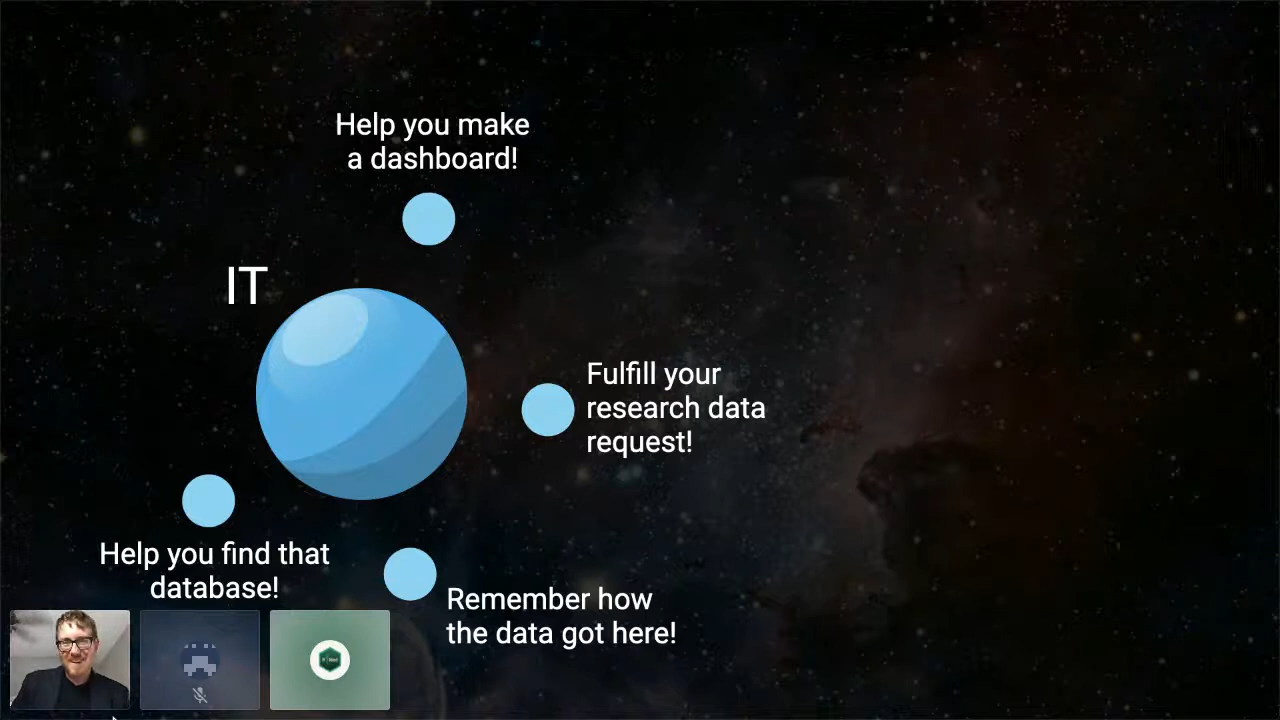 Help you make
a dashboard!
IT
Fulfill your
research data
request!
Help you find that
database!
Remember how
the data got here!